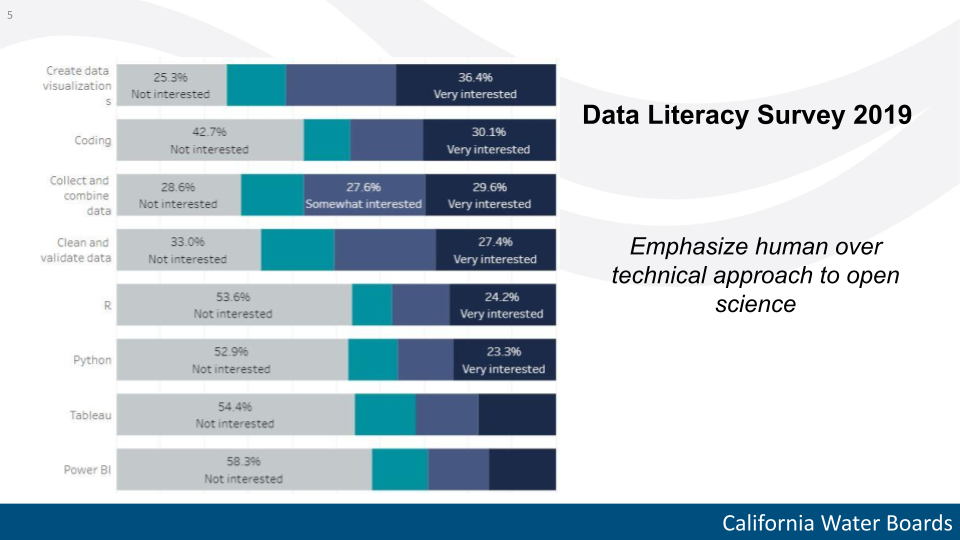 5
Create data
visualization
s
25.3%
Not interested
36.4%
Very interested
Coding
42.7%
Not interested
30.1%
Very interested
Collect and
combine
data
28.6%
Not interested
27.6%
Somewhat interested
29.6%
Very interested
Clean and
validate data
33.0%
Not interested
27.4%
Very interested
R
53.6%
Not interested
24.2%
Very interested
Python
52.9%
Not interested
23.3%
Very interested
Tableau
54.4%
Not interested
Power BI
58.3%
Not interested
Data Literacy Survey 2019
Emphasize human over
technical approach to open
science
California Water Boards